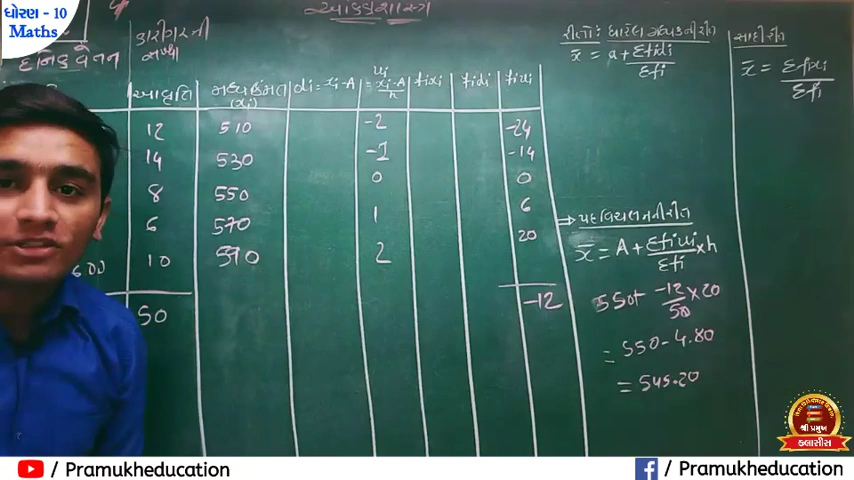 ધોરણ - 10
Maths
આંકડાશાસ્ત્ર
દૈનિક વેતન
કારીગરની
સંખ્યા
આવૃત્તિ
મધ્યકિંમત
(xi)
di = xi-A
ui
= xi-A / h
fixi
fidi
fiui
12 510 -2 -24
14 530 -1 -14
8 550 0 0
6 570 1 6
600 10 590 2 20
50 -12
રીતો: ધારેલ મધ્યકની રીત
x̄ = a + Σfidi / Σfi
સાદી રીત
x̄ = Σfixi / Σfi
⇒ પદ વિચલનની રીત
x̄ = A + Σfiui / Σfi × h
550 + -12 / 50 × 20
= 550 - 4.80
= 545.20
શ્રી પ્રમુખ
ક્લાસીસ
/ Pramukheducation
/ Pramukheducation